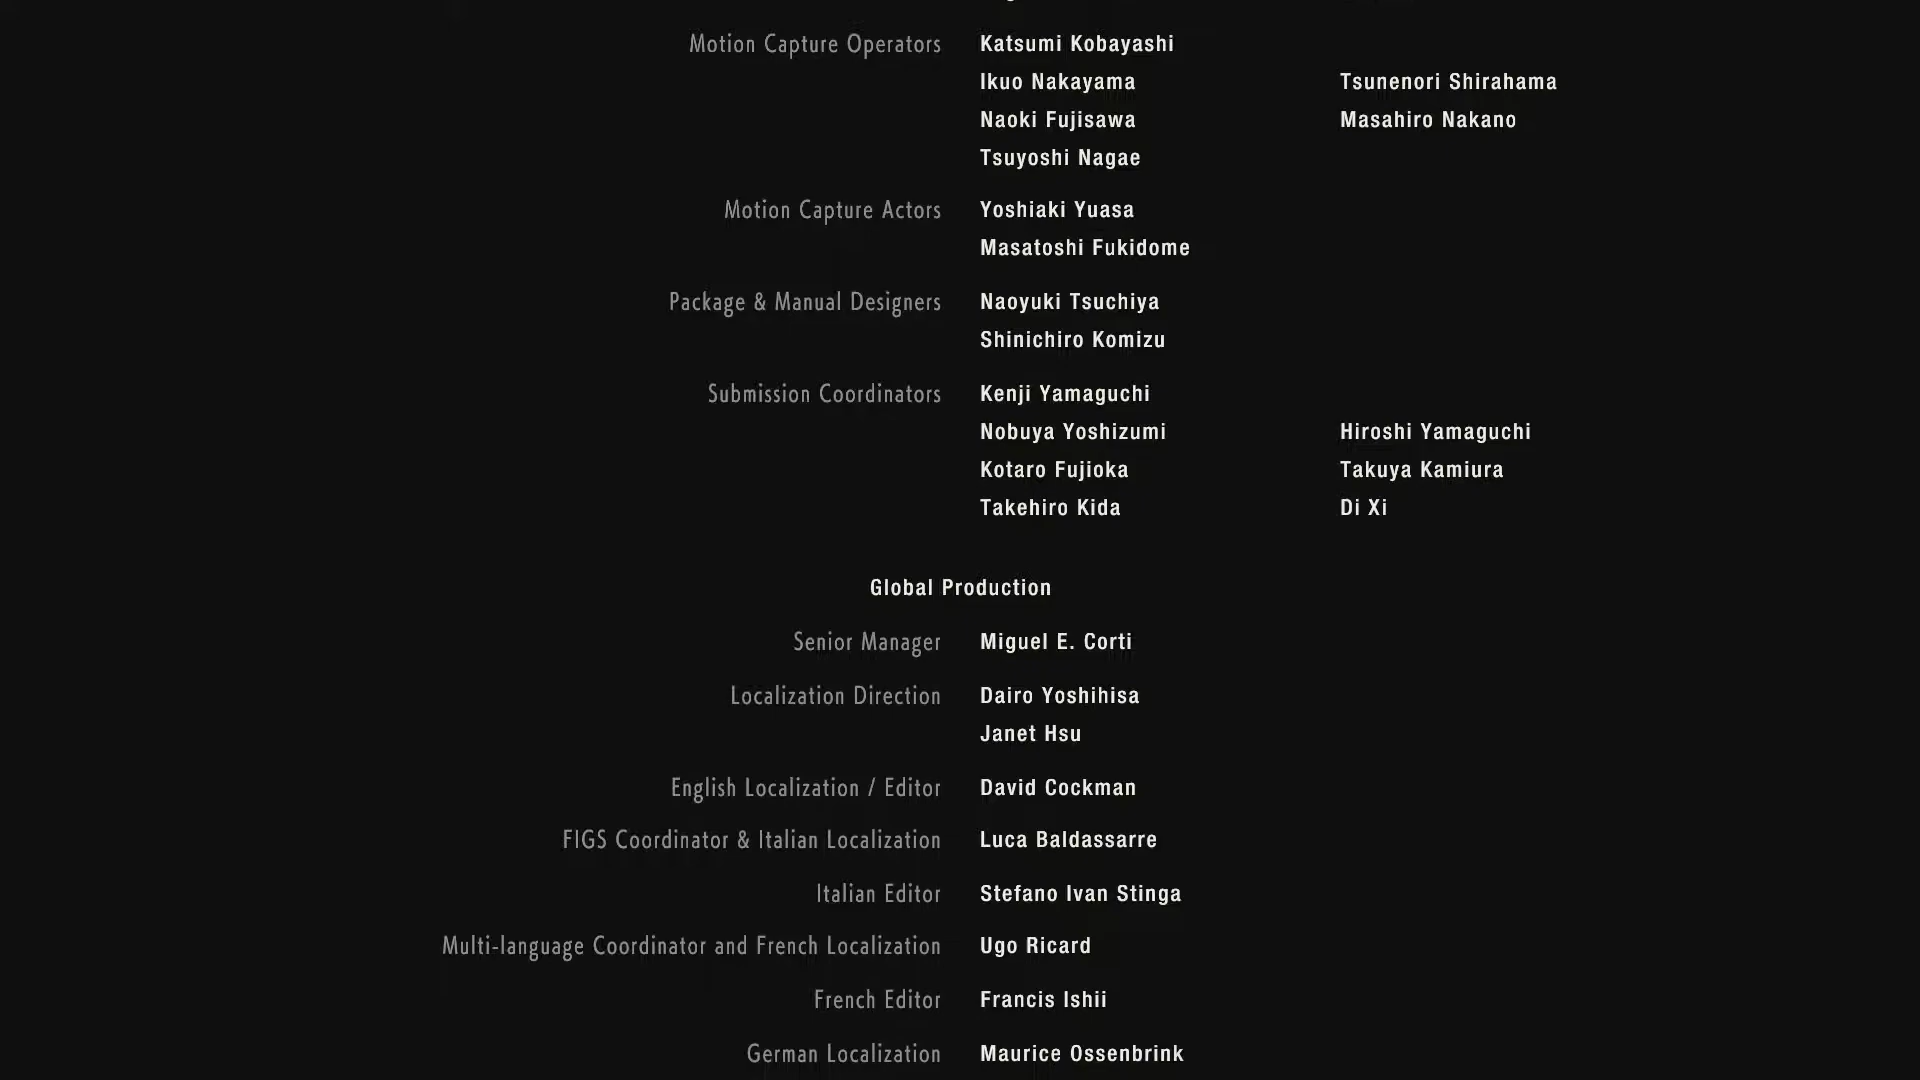 Motion Capture Operators Katsumi Kobayashi
Ikuo Nakayama Tsunenori Shirahama
Naoki Fujisawa Masahiro Nakano
Tsuyoshi Nagae
Motion Capture Actors Yoshiaki Yuasa
Masatoshi Fukidome
Package & Manual Designers Naoyuki Tsuchiya
Shinichiro Komizu
Submission Coordinators Kenji Yamaguchi
Nobuya Yoshizumi Hiroshi Yamaguchi
Kotaro Fujioka Takuya Kamiura
Takehiro Kida Di Xi
Global Production
Senior Manager Miguel E. Corti
Localization Direction Dairo Yoshihisa
Janet Hsu
English Localization / Editor David Cockman
FIGS Coordinator & Italian Localization Luca Baldassarre
Italian Editor Stefano Ivan Stinga
Multi-language Coordinator and French Localization Ugo Ricard
French Editor Francis Ishii
German Localization Maurice Ossenbrink